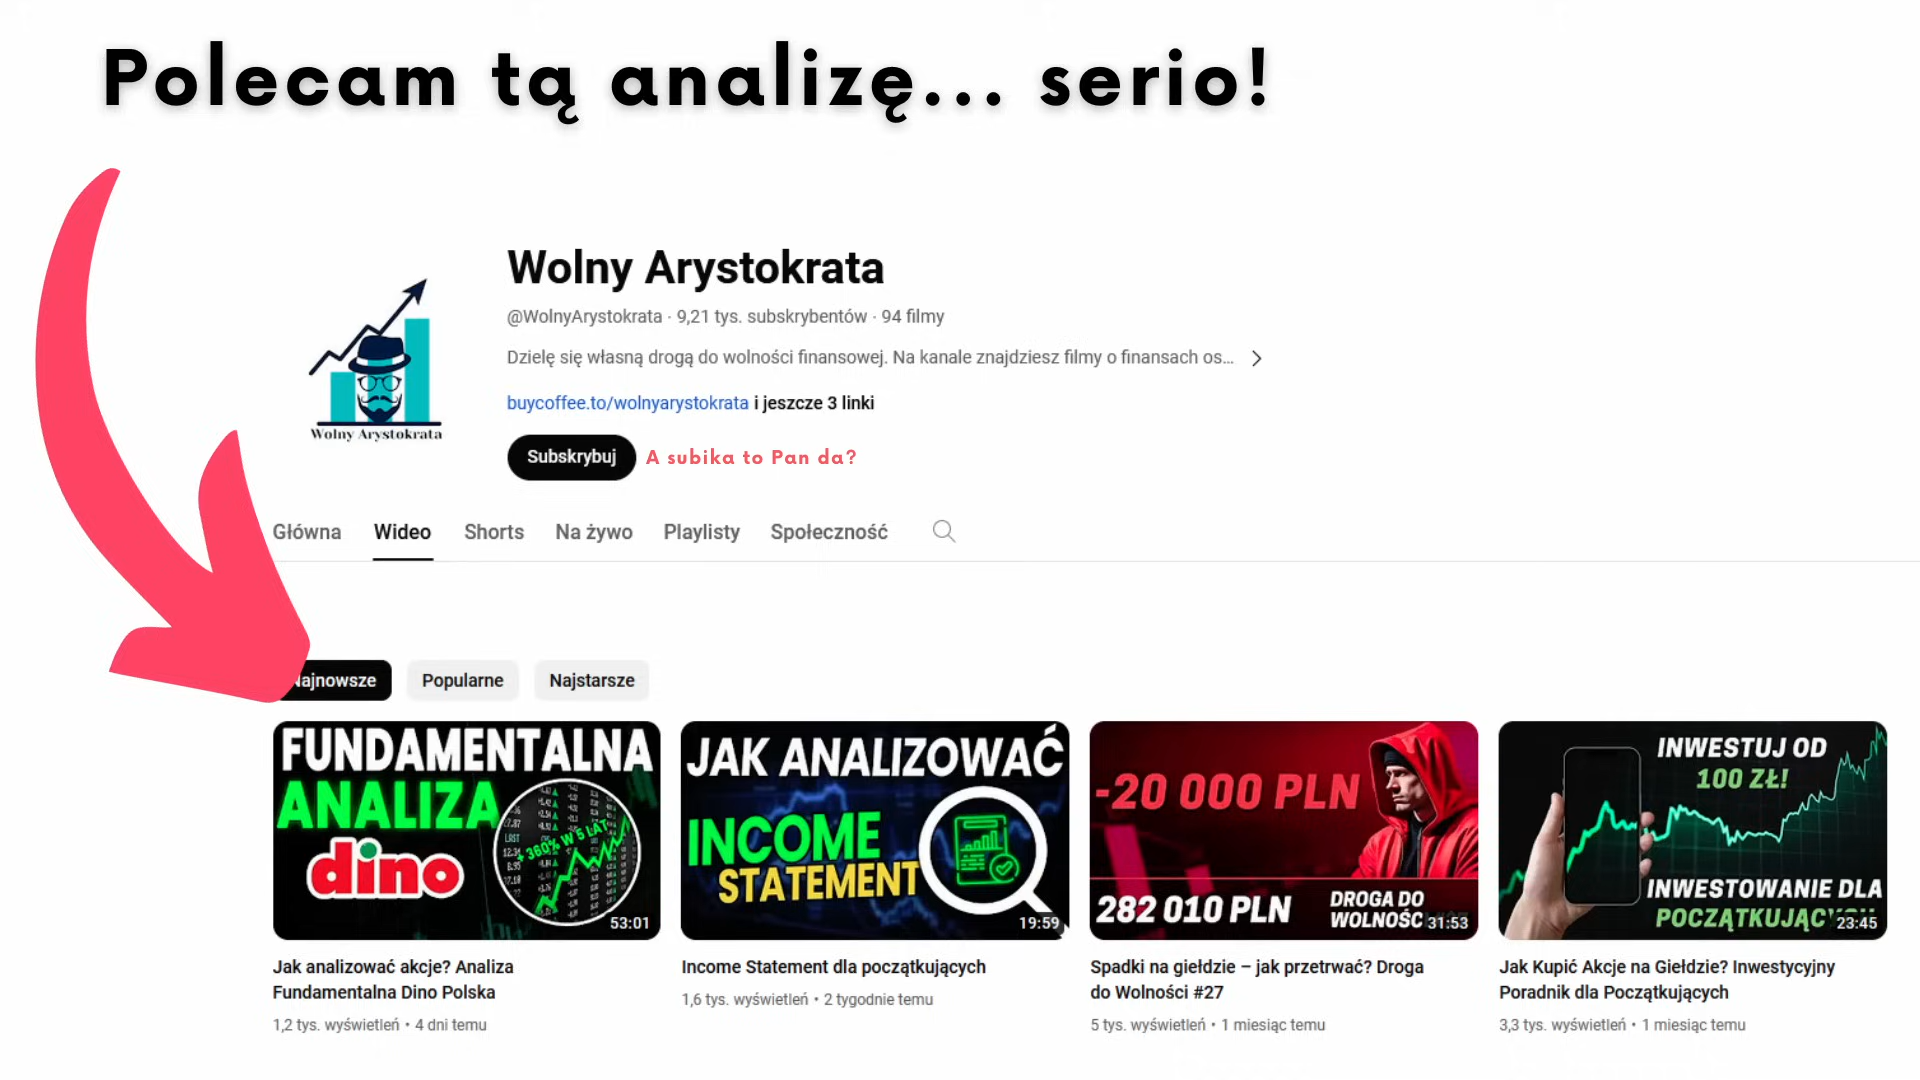 Polecam tą analizę... serio!
Wolny Arystokrata
@WolnyArystokrata · 9,21 tys. subskrybentów · 94 filmy
Dzielę się własną drogą do wolności finansowej. Na kanale znajdziesz filmy o finansach os...
buycoffee.to/wolnyarystokrata i jeszcze 3 linki
Wolny Arystokrata
Subskrybuj A subika to Pan da?
Główna Wideo Shorts Na żywo Playlisty Społeczność
Najnowsze Popularne Najstarsze
FUNDAMENTALNA
ANALIZA
dino
+ 360% W 5 LAT
53:01
JAK ANALIZOWAĆ
INCOME
STATEMENT
19:59
-20 000 PLN
282 010 PLN
DROGA DO
WOLNOŚC
31:53
INWESTUJ OD
100 ZŁ!
INWESTOWANIE DLA
POCZĄTKUJĄCYCH
23:45
Jak analizować akcje? Analiza
Fundamentalna Dino Polska
1,2 tys. wyświetleń • 4 dni temu
Income Statement dla początkujących
1,6 tys. wyświetleń • 2 tygodnie temu
Spadki na giełdzie – jak przetrwać? Droga
do Wolności #27
5 tys. wyświetleń • 1 miesiąc temu
Jak Kupić Akcje na Giełdzie? Inwestycyjny
Poradnik dla Początkujących
3,3 tys. wyświetleń • 1 miesiąc temu